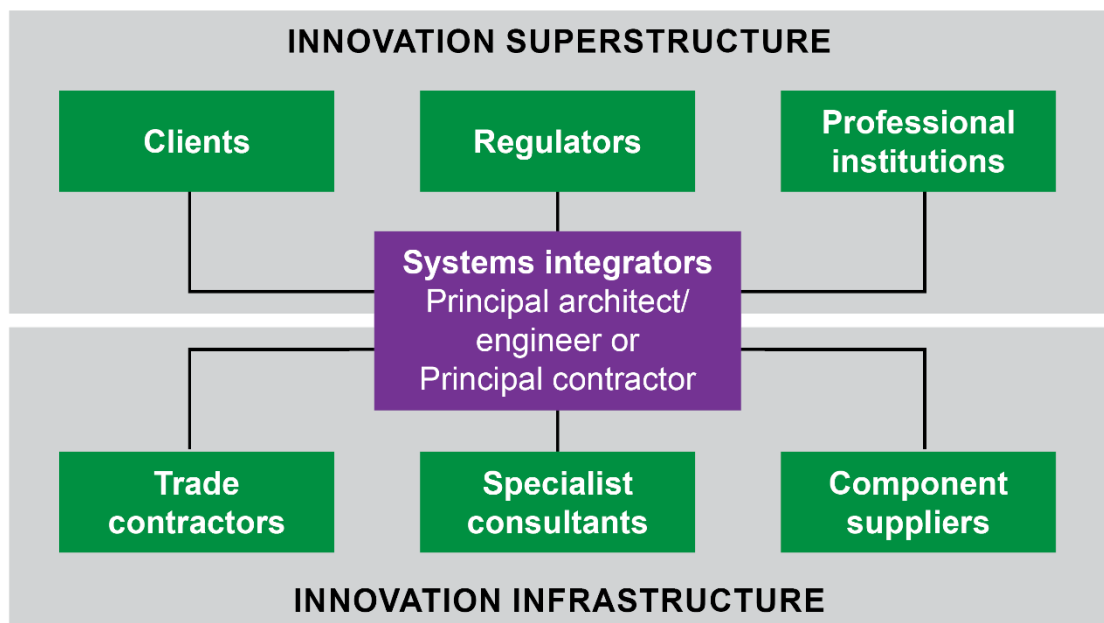 INNOVATION SUPERSTRUCTURE
Clients
Regulators
Professional
institutions
Systems integrators
Principal architect/
engineer or
Principal contractor
Trade
contractors
Specialist
consultants
Component
suppliers
INNOVATION INFRASTRUCTURE